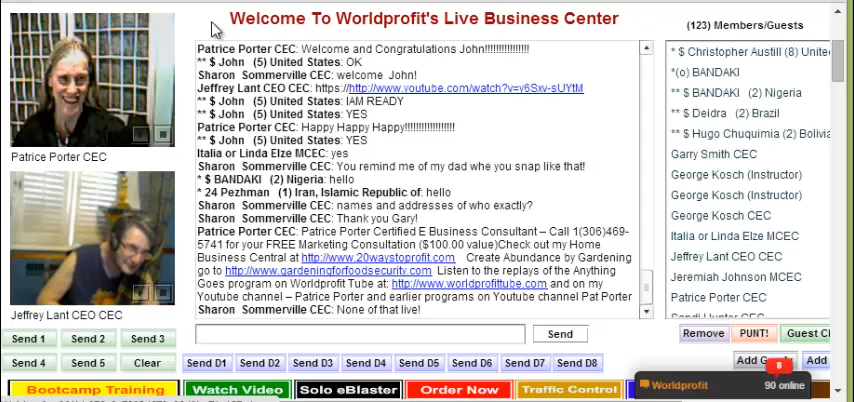 Welcome To Worldprofit's Live Business Center
(123) Members/Guests
Patrice Porter CEC
Jeffrey Lant CEO CEC
Patrice Porter CEC: Welcome and Congratulations John!!!!!!!!!!!!!!!!
** $ John (5) United States: OK
Sharon Sommerville CEC: welcome John!
Jeffrey Lant CEO CEC: https://http://www.youtube.com/watch?v=y6Sxv-sUYtM
** $ John (5) United States: IAM READY
** $ John (5) United States: YES
Patrice Porter CEC: Happy Happy Happy!!!!!!!!!!!!!!!!!!!
** $ John (5) United States: YES
Italia or Linda Elze MCEC: yes
Sharon Sommerville CEC: You remind me of my dad whe you snap like that!
$ BANDAKI (2) Nigeria: hello
* 24 Pezhman (1) Iran, Islamic Republic of: hello
Sharon Sommerville CEC: names and addresses of who exactly?
Sharon Sommerville CEC: Thank you Gary!
Patrice Porter CEC: Patrice Porter Certified E Business Consultant – Call 1(306)469-
5741 for your FREE Marketing Consultation ($100.00 value)Check out my Home
Business Central at http://www.20waystoprofit.com Create Abundance by Gardening
go to http://www.gardeningforfoodsecurity.com Listen to the replays of the Anything
Goes program on Worldprofit Tube at: http://www.worldprofittube.com and on my
Youtube channel – Patrice Porter and earlier programs on Youtube channel Pat Porter
Sharon Sommerville CEC: None of that live!
* $ Christopher Austill (8) Unite
*(o) BANDAKI
** $ BANDAKI (2) Nigeria
** $ Deidra (2) Brazil
** $ Hugo Chuquimia (2) Bolivia
Garry Smith CEC
George Kosch (Instructor)
George Kosch (Instructor)
George Kosch CEC
Italia or Linda Elze MCEC
Jeffrey Lant CEO CEC
Jeremiah Johnson MCEC
Patrice Porter CEC
Send 1 Send 2 Send 3
Send 4 Send 5 Clear
Send
Remove PUNT! Guest
Send D1 Send D2 Send D3 Send D4 Send D5 Send D6 Send D7 Send D8
Add Add
Bootcamp Training Watch Video Solo eBlaster Order Now Traffic Control
8
Worldprofit 90 online